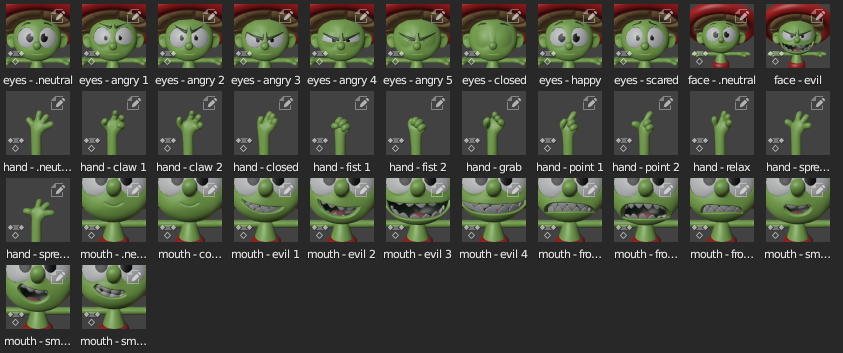 eyes - .neutral eyes - angry 1 eyes - angry 2 eyes - angry 3 eyes - angry 4 eyes - angry 5 eyes - closed eyes - happy eyes - scared face - .neutral face - evil
hand - .neut... hand - claw 1 hand - claw 2 hand - closed hand - fist 1 hand - fist 2 hand - grab hand - point 1 hand - point 2 hand - relax hand - spre...
hand - spre... mouth - .ne... mouth - co... mouth - evil 1 mouth - evil 2 mouth - evil 3 mouth - evil 4 mouth - fro... mouth - fro... mouth - fro... mouth - sm...
mouth - sm... mouth - sm...